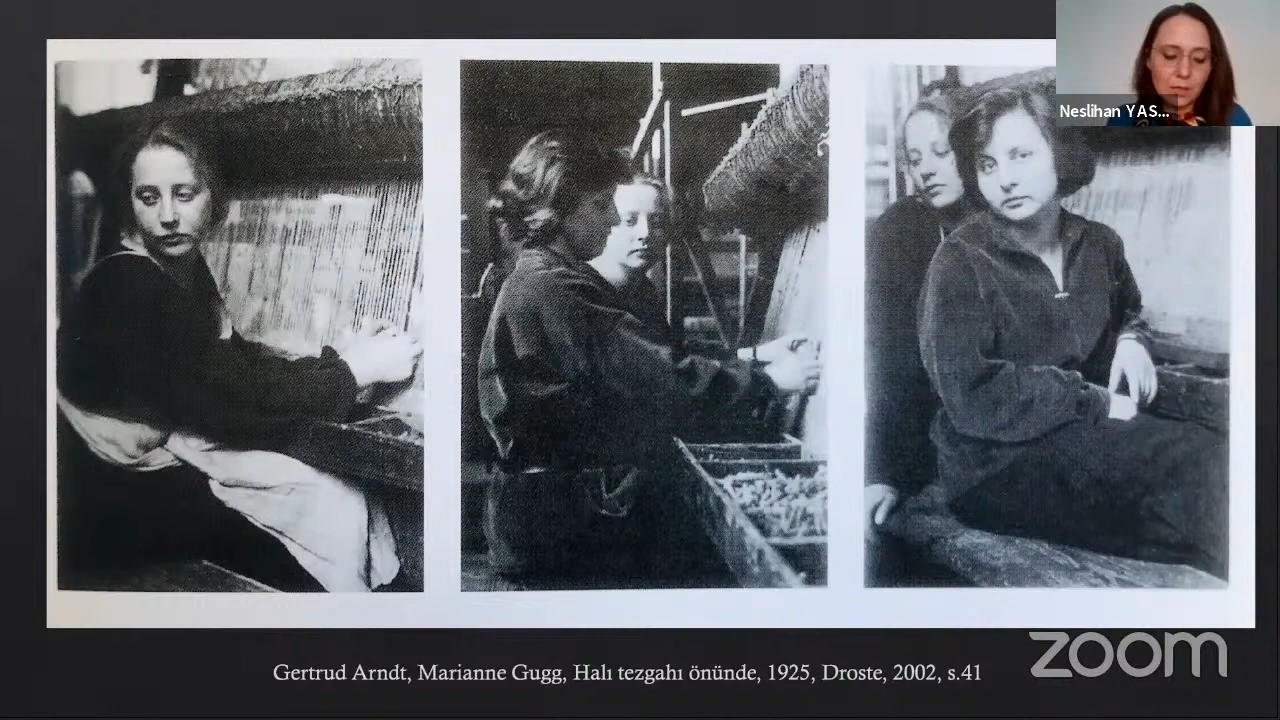 Neslihan YAS...
zoom
Gertrud Arndt, Marianne Gugg, Halı tezgahı önünde, 1925, Droste, 2002, s.41